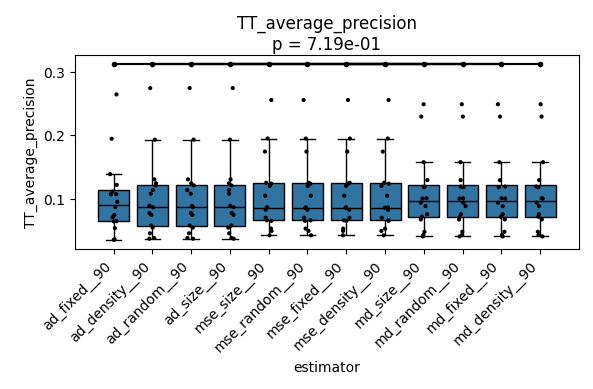 TT_average_precision
p = 7.19e-01
TT_average_precision
0.3
0.2
0.1
ad_fixed__90
ad_density__90
ad_random__90
ad_size__90
mse_size__90
mse_random__90
mse_fixed__90
mse_density__90
md_size__90
md_random__90
md_fixed__90
md_density__90
estimator